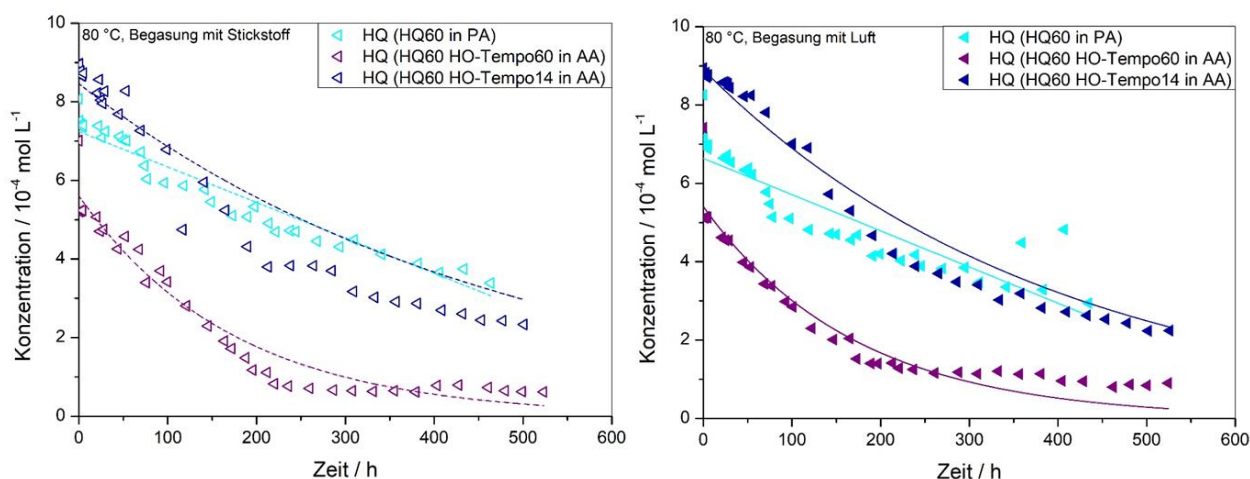 80 °C, Begasung mit Stickstoff
HQ (HQ60 in PA)
HQ (HQ60 HO-Tempo60 in AA)
HQ (HQ60 HO-Tempo14 in AA)
Konzentration / 10⁻⁴ mol L⁻¹
10
8
6
4
2
0
0 100 200 300 400 500 600
Zeit / h
80 °C, Begasung mit Luft
HQ (HQ60 in PA)
HQ (HQ60 HO-Tempo60 in AA)
HQ (HQ60 HO-Tempo14 in AA)
Konzentration / 10⁻⁴ mol L⁻¹
10
8
6
4
2
0
0 100 200 300 400 500 600
Zeit / h